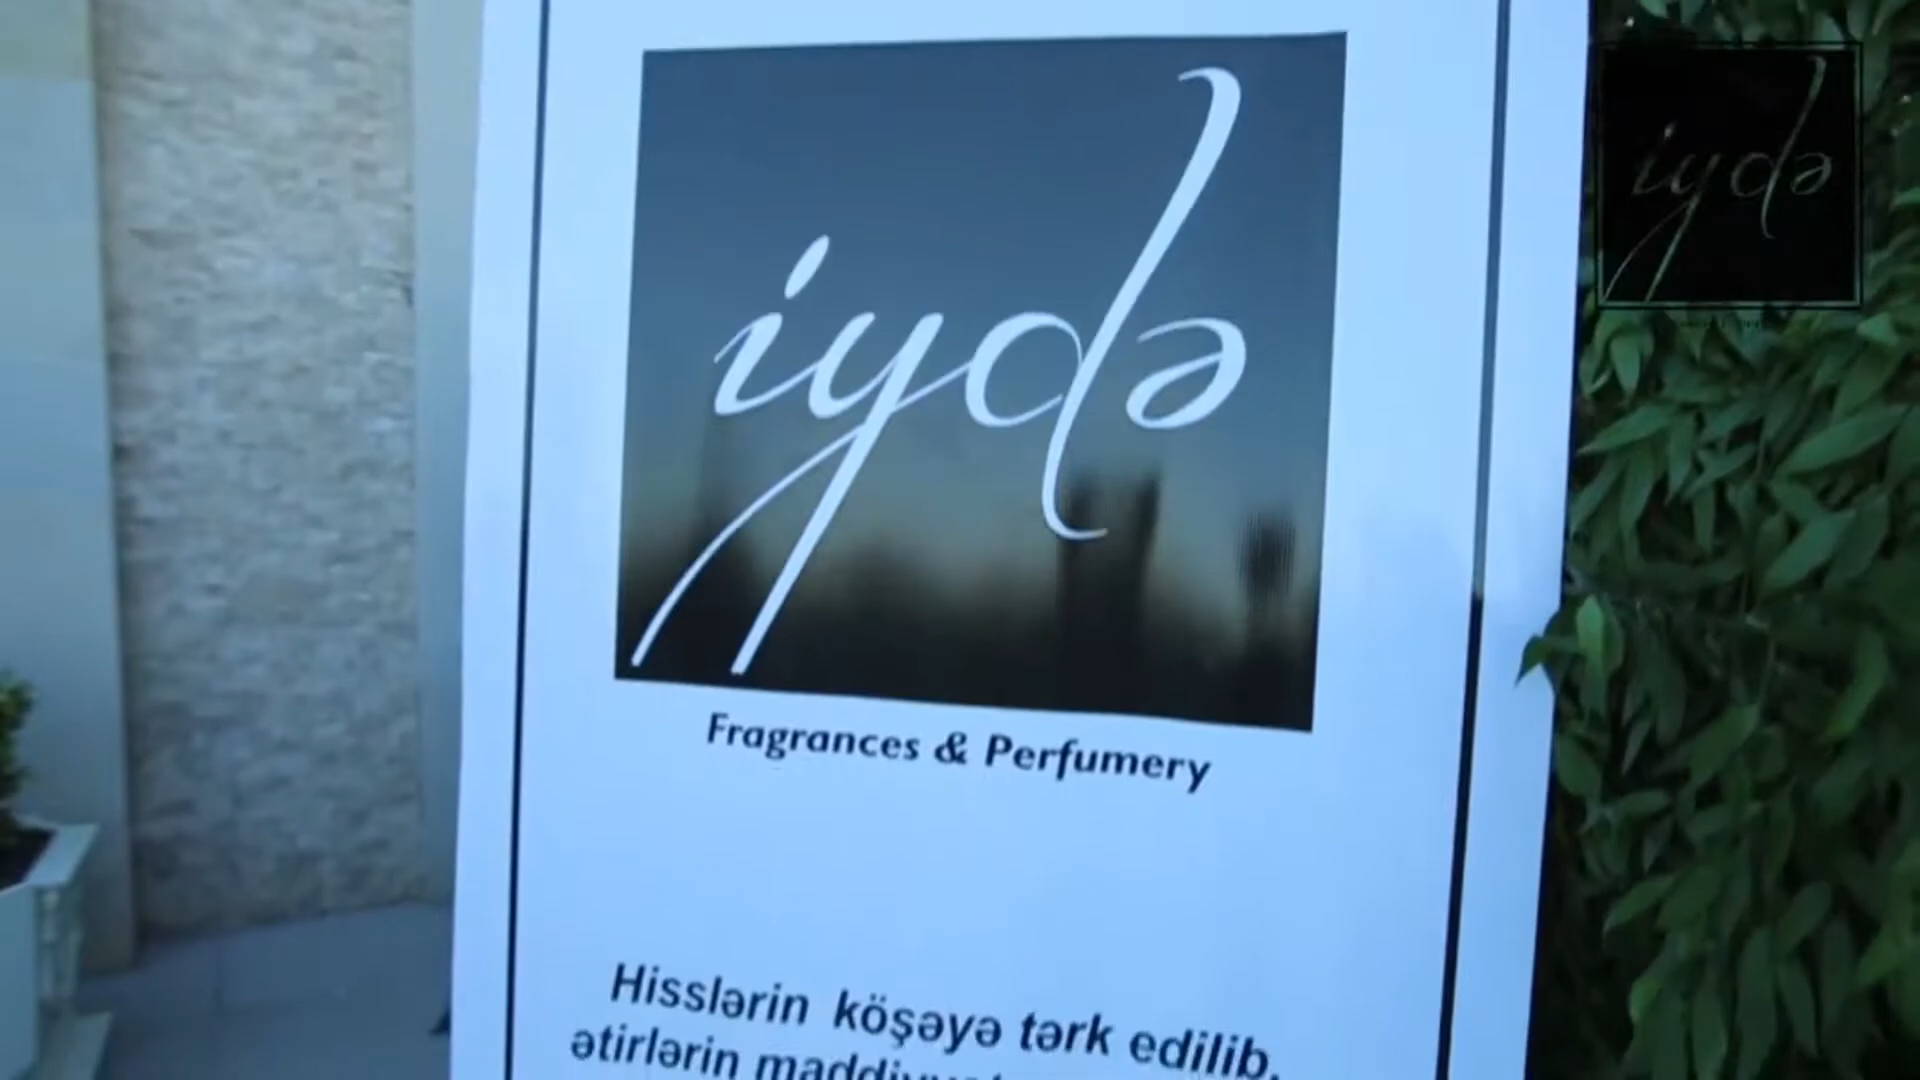 iydə
Fragrances & Perfumery
Hisslərin köşəyə tərk edilib,
ətirlərin
iydə